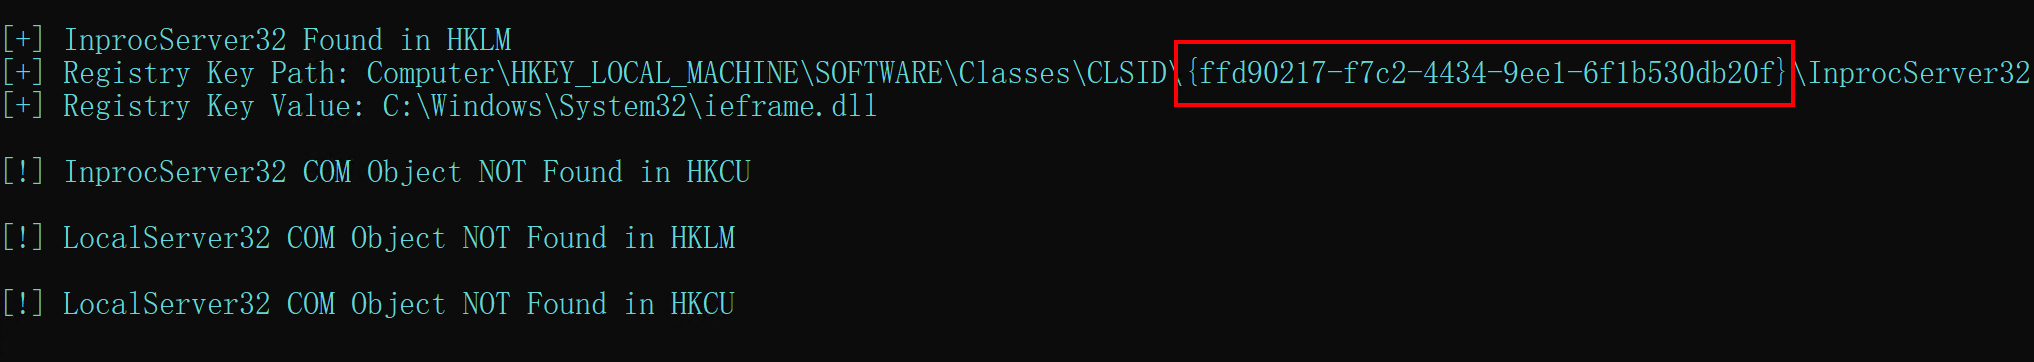 [+] InprocServer32 Found in HKLM
[+] Registry Key Path: Computer\HKEY_LOCAL_MACHINE\SOFTWARE\Classes\CLSID\{ffd90217-f7c2-4434-9ee1-6f1b530db20f}\InprocServer32
[+] Registry Key Value: C:\Windows\System32\ieframe.dll
[!] InprocServer32 COM Object NOT Found in HKCU
[!] LocalServer32 COM Object NOT Found in HKLM
[!] LocalServer32 COM Object NOT Found in HKCU